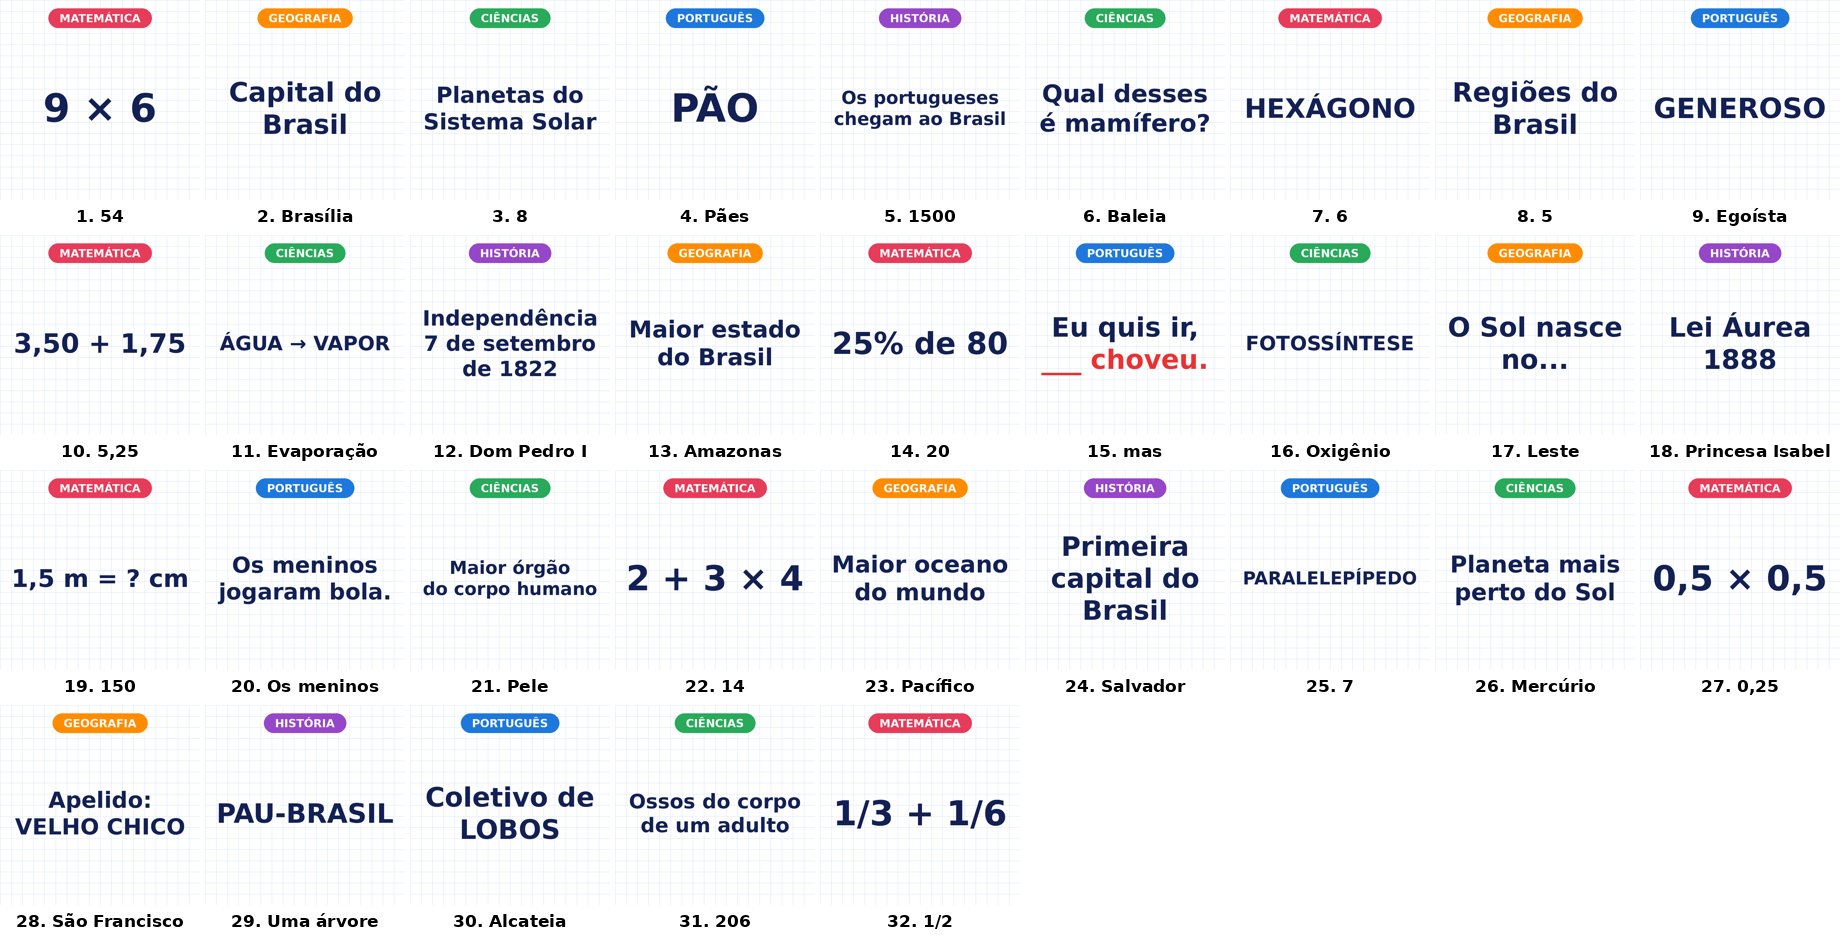 MATEMÁTICA
9 × 6
1. 54
GEOGRAFIA
Capital do
Brasil
2. Brasília
CIÊNCIAS
Planetas do
Sistema Solar
3. 8
PORTUGUÊS
PÃO
4. Pães
HISTÓRIA
Os portugueses
chegam ao Brasil
5. 1500
CIÊNCIAS
Qual desses
é mamífero?
6. Baleia
MATEMÁTICA
HEXÁGONO
7. 6
GEOGRAFIA
Regiões do
Brasil
8. 5
PORTUGUÊS
GENEROSO
9. Egoísta
MATEMÁTICA
3,50 + 1,75
10. 5,25
CIÊNCIAS
ÁGUA → VAPOR
11. Evaporação
HISTÓRIA
Independência
7 de setembro
de 1822
12. Dom Pedro I
GEOGRAFIA
Maior estado
do Brasil
13. Amazonas
MATEMÁTICA
25% de 80
14. 20
PORTUGUÊS
Eu quis ir,
___ choveu.
15. mas
CIÊNCIAS
FOTOSSÍNTESE
16. Oxigênio
GEOGRAFIA
O Sol nasce
no...
17. Leste
HISTÓRIA
Lei Áurea
1888
18. Princesa Isabel
MATEMÁTICA
1,5 m = ? cm
19. 150
PORTUGUÊS
Os meninos
jogaram bola.
20. Os meninos
CIÊNCIAS
Maior órgão
do corpo humano
21. Pele
MATEMÁTICA
2 + 3 × 4
22. 14
GEOGRAFIA
Maior oceano
do mundo
23. Pacífico
HISTÓRIA
Primeira
capital do
Brasil
24. Salvador
PORTUGUÊS
PARALELEPÍPEDO
25. 7
CIÊNCIAS
Planeta mais
perto do Sol
26. Mercúrio
MATEMÁTICA
0,5 × 0,5
27. 0,25
GEOGRAFIA
Apelido:
VELHO CHICO
28. São Francisco
HISTÓRIA
PAU-BRASIL
29. Uma árvore
PORTUGUÊS
Coletivo de
LOBOS
30. Alcateia
CIÊNCIAS
Ossos do corpo
de um adulto
31. 206
MATEMÁTICA
1/3 + 1/6
32. 1/2